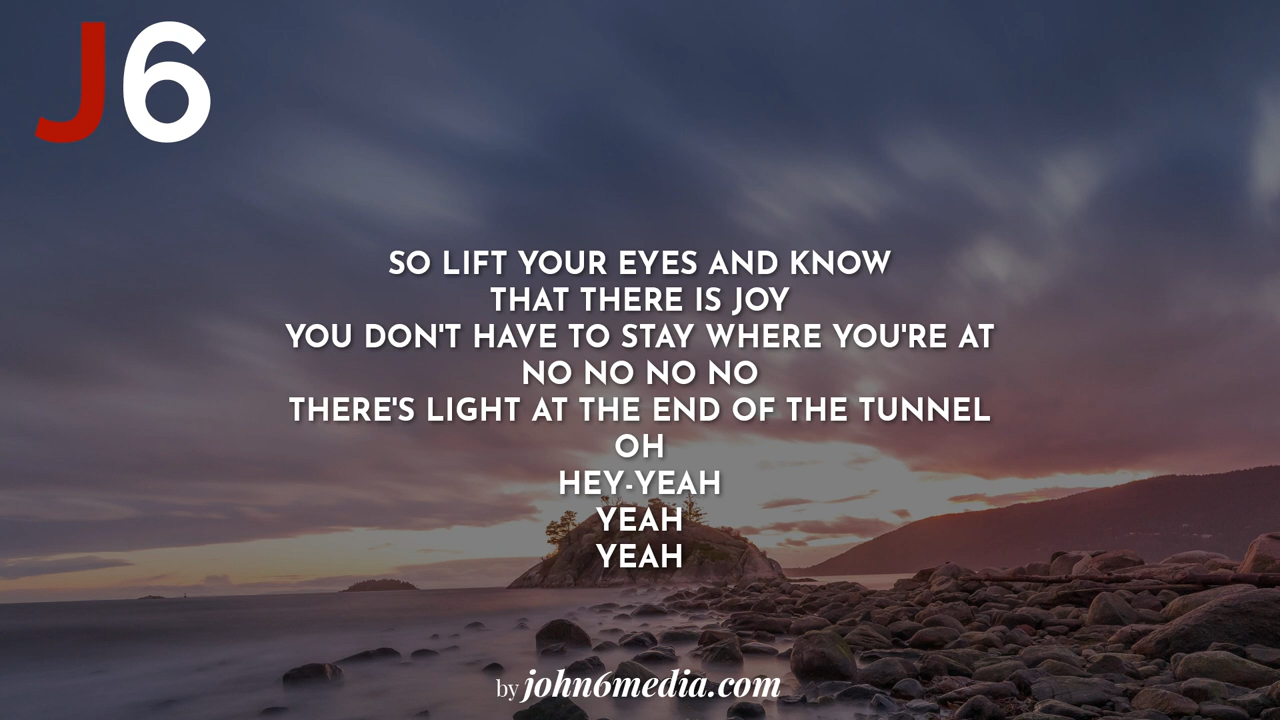 J6
SO LIFT YOUR EYES AND KNOW
THAT THERE IS JOY
YOU DON'T HAVE TO STAY WHERE YOU'RE AT
NO NO NO NO
THERE'S LIGHT AT THE END OF THE TUNNEL
OH
HEY-YEAH
YEAH
YEAH
by john6media.com